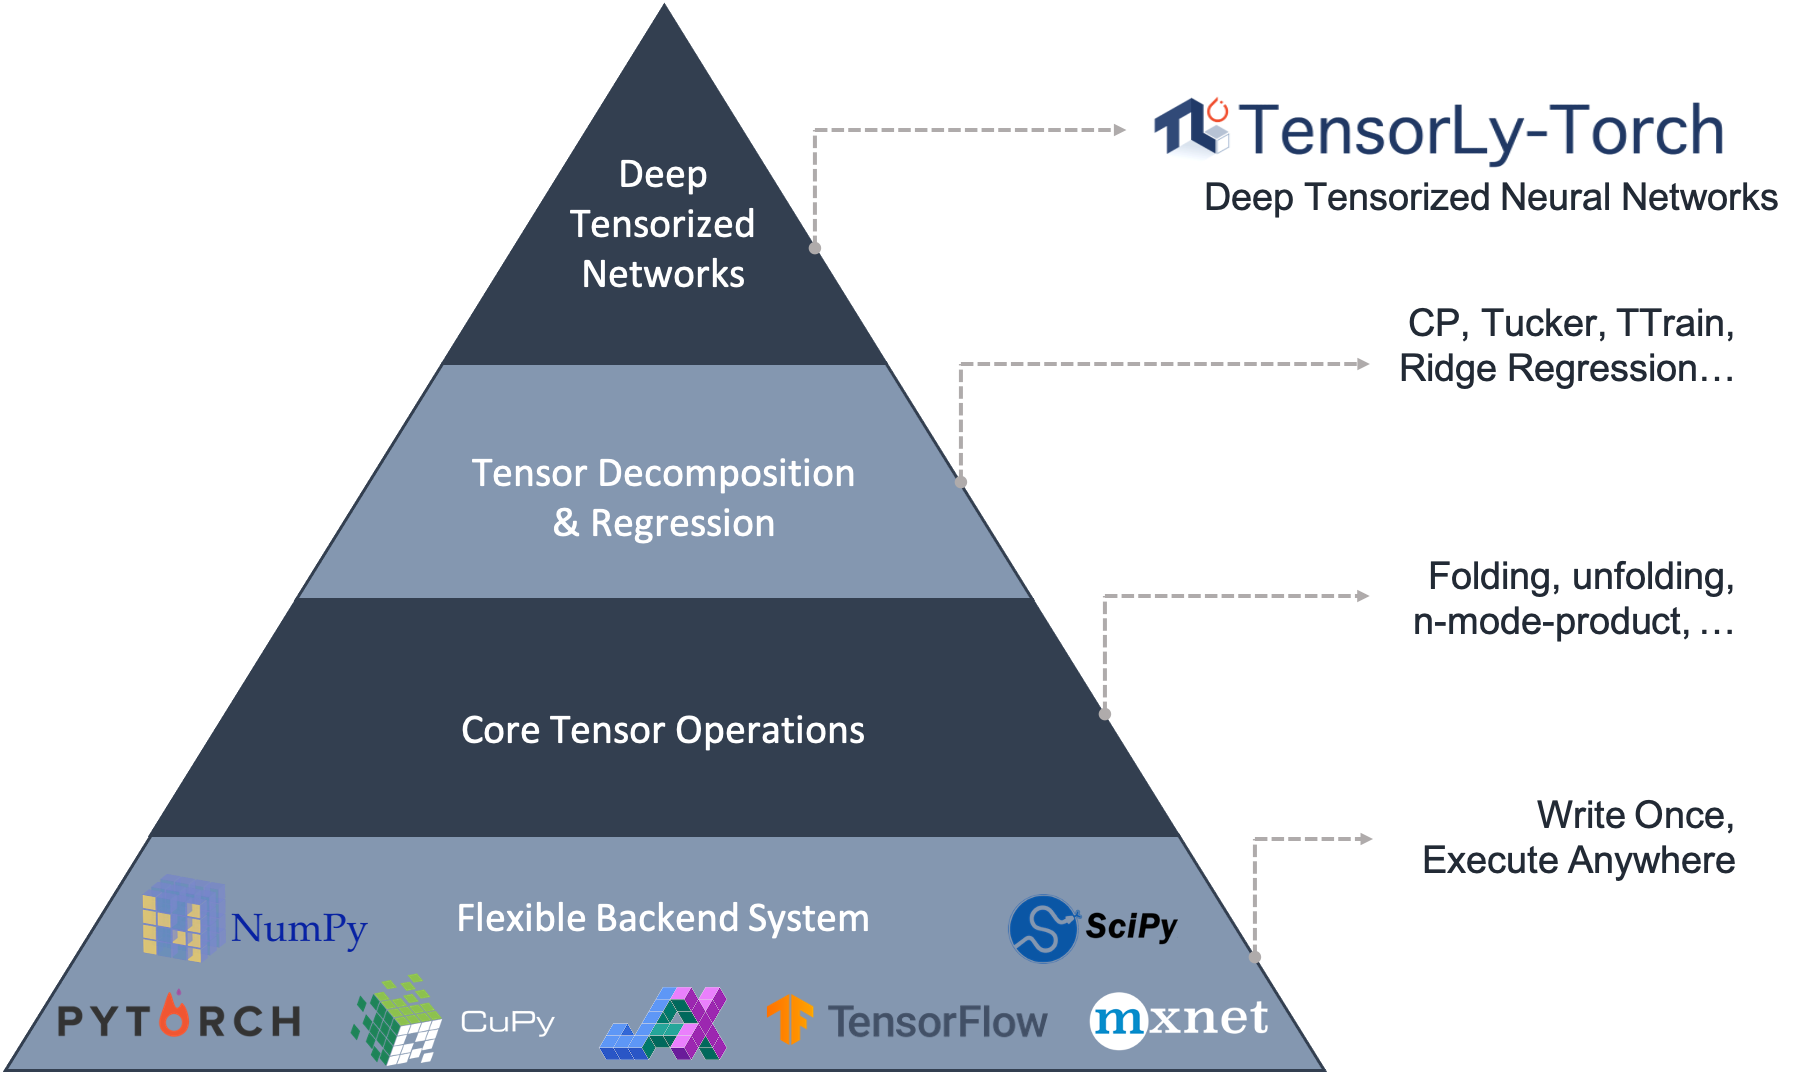 Deep
Tensorized
Networks
TensorLy-Torch
Deep Tensorized Neural Networks
Tensor Decomposition
& Regression
CP, Tucker, TTrain,
Ridge Regression…
Core Tensor Operations
Folding, unfolding,
n-mode-product, …
Flexible Backend System
Write Once,
Execute Anywhere
NumPy
SciPy
PYTORCH
CuPy
JAX
TensorFlow
mxnet